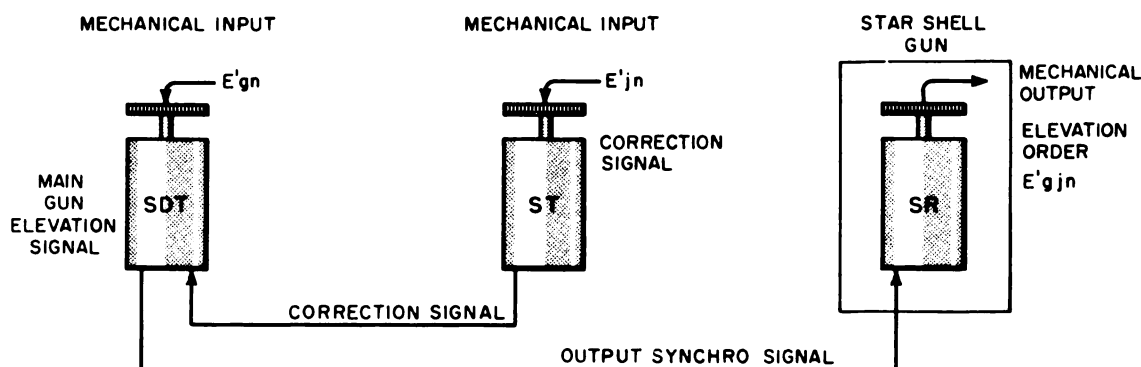 MECHANICAL INPUT
E'gn
MAIN
GUN
ELEVATION
SIGNAL
SDT
MECHANICAL INPUT
E'jn
CORRECTION
SIGNAL
ST
CORRECTION SIGNAL
STAR SHELL
GUN
MECHANICAL
OUTPUT
ELEVATION
ORDER
E'gjn
SR
OUTPUT SYNCHRO SIGNAL